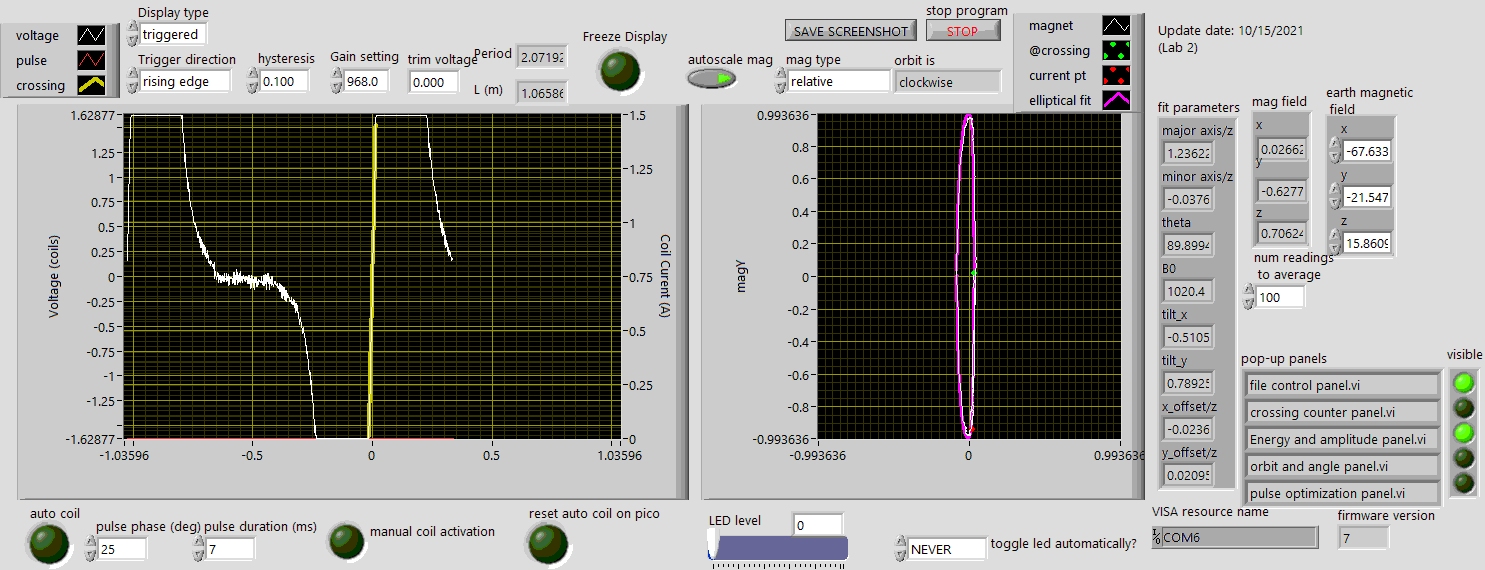 voltage
pulse
crossing
Display type
triggered
Trigger direction
rising edge
hysteresis
0.100
Gain setting
968.0
trim voltage
0.000
Period
2.07192
L (m)
1.06586
Freeze Display
SAVE SCREENSHOT
stop program
STOP
autoscale mag
mag type
relative
orbit is
clockwise
magnet
@crossing
current pt
elliptical fit
Update date: 10/15/2021
(Lab 2)
Voltage (coils)
1.62877
1.25
1
0.75
0.5
0.25
0
-0.25
-0.5
-0.75
-1
-1.25
-1.62877
-1.03596
-0.5
0
0.5
1.03596
1.5
1.25
1
0.75
0.5
0.25
0
Coil Current (A)
magY
0.993636
0.8
0.6
0.4
0.2
0
-0.2
-0.4
-0.6
-0.8
-0.993636
-0.993636
0
0.993636
fit parameters
major axis/z
1.23622
minor axis/z
-0.0376
theta
89.8994
B0
1020.4
tilt_x
-0.5105
tilt_y
0.78925
x_offset/z
-0.0236
y_offset/z
0.02095
mag field
x
0.02662
y
-0.6277
z
0.70624
earth magnetic
field
x
-67.633
y
-21.547
z
15.8609
num readings
to average
100
pop-up panels
visible
file control panel.vi
crossing counter panel.vi
Energy and amplitude panel.vi
orbit and angle panel.vi
pulse optimization panel.vi
auto coil
pulse phase (deg)
25
pulse duration (ms)
7
manual coil activation
reset auto coil on pico
LED level
0
NEVER
toggle led automatically?
VISA resource name
COM6
firmware version
7